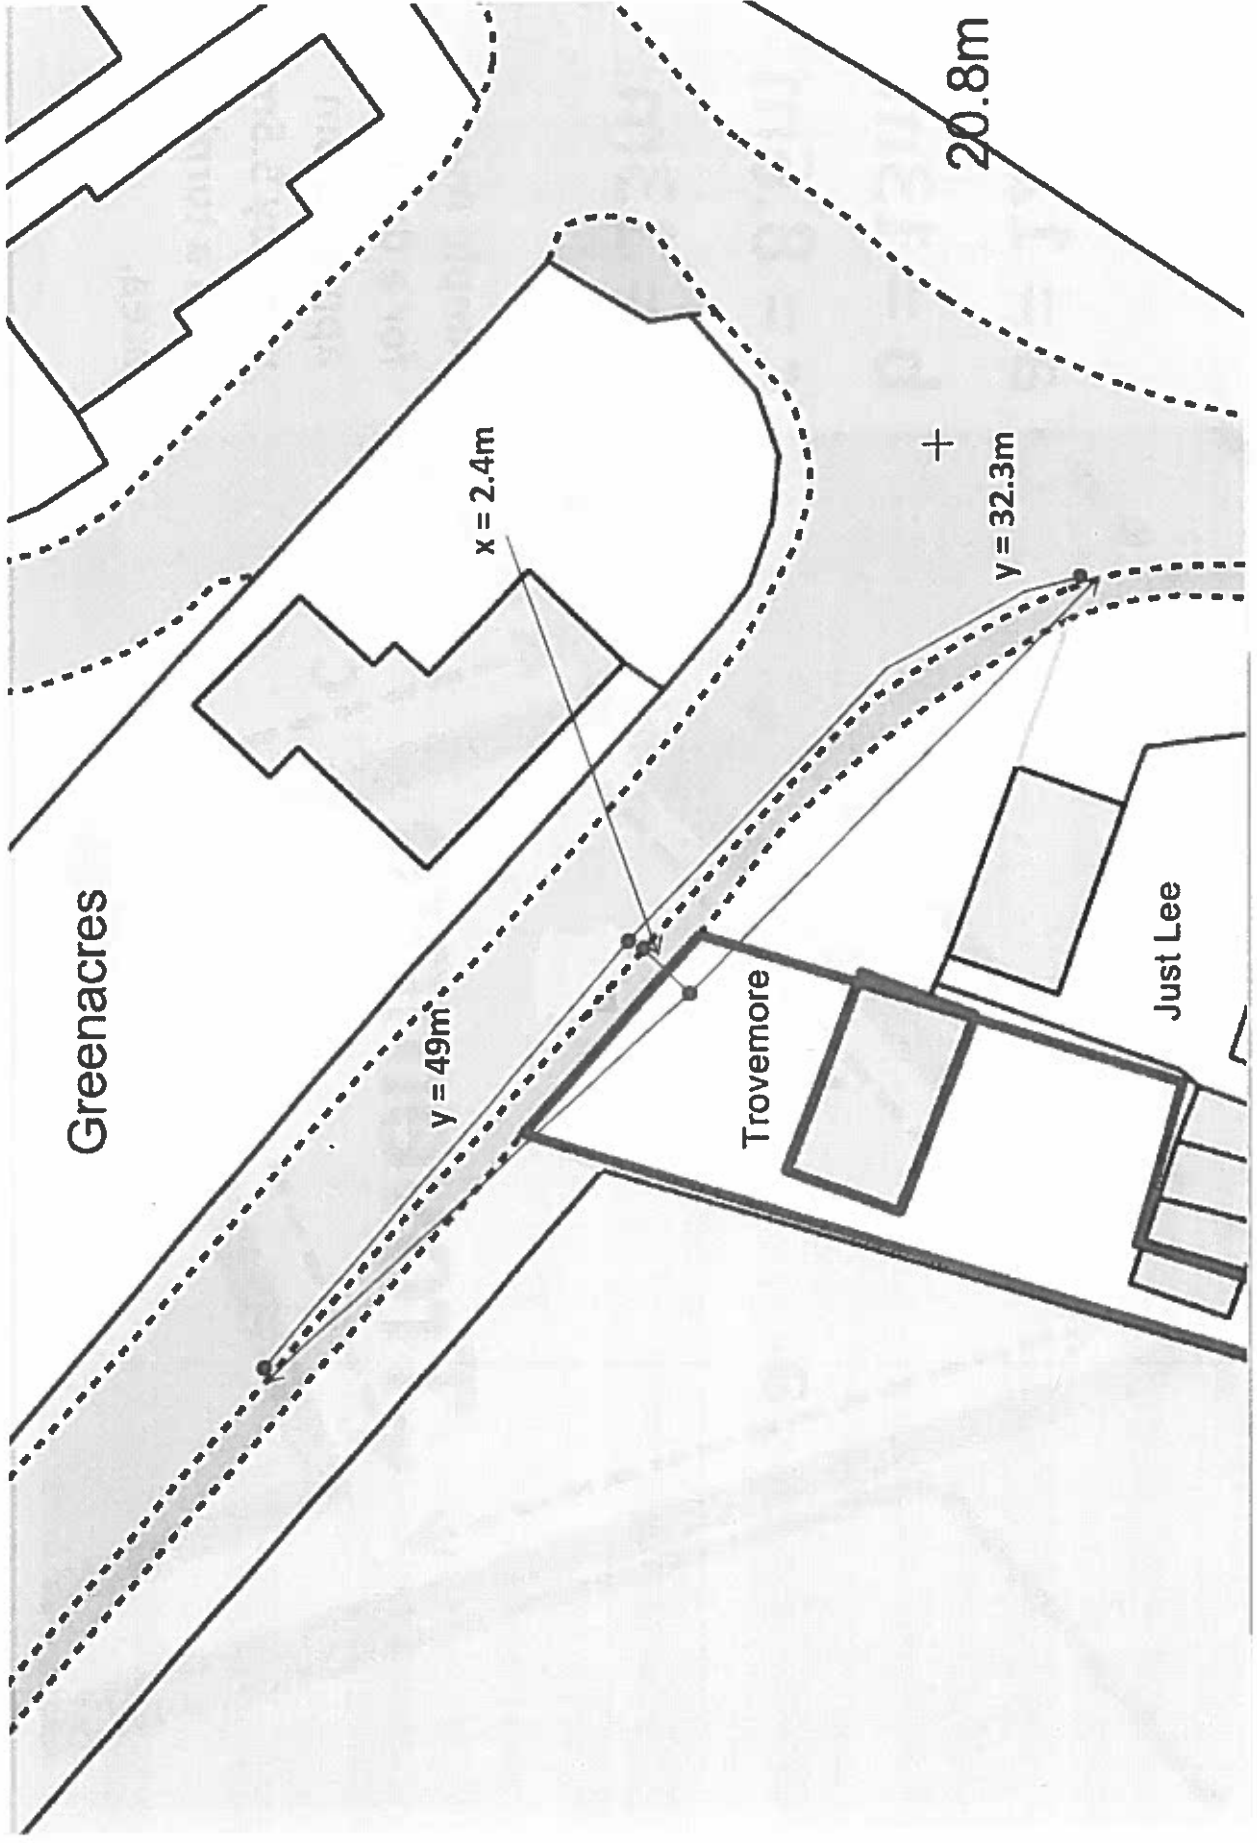 Greenacres
y = 49m
x = 2.4m
20.8m
y = 32.3m
Trovemore
Just Lee